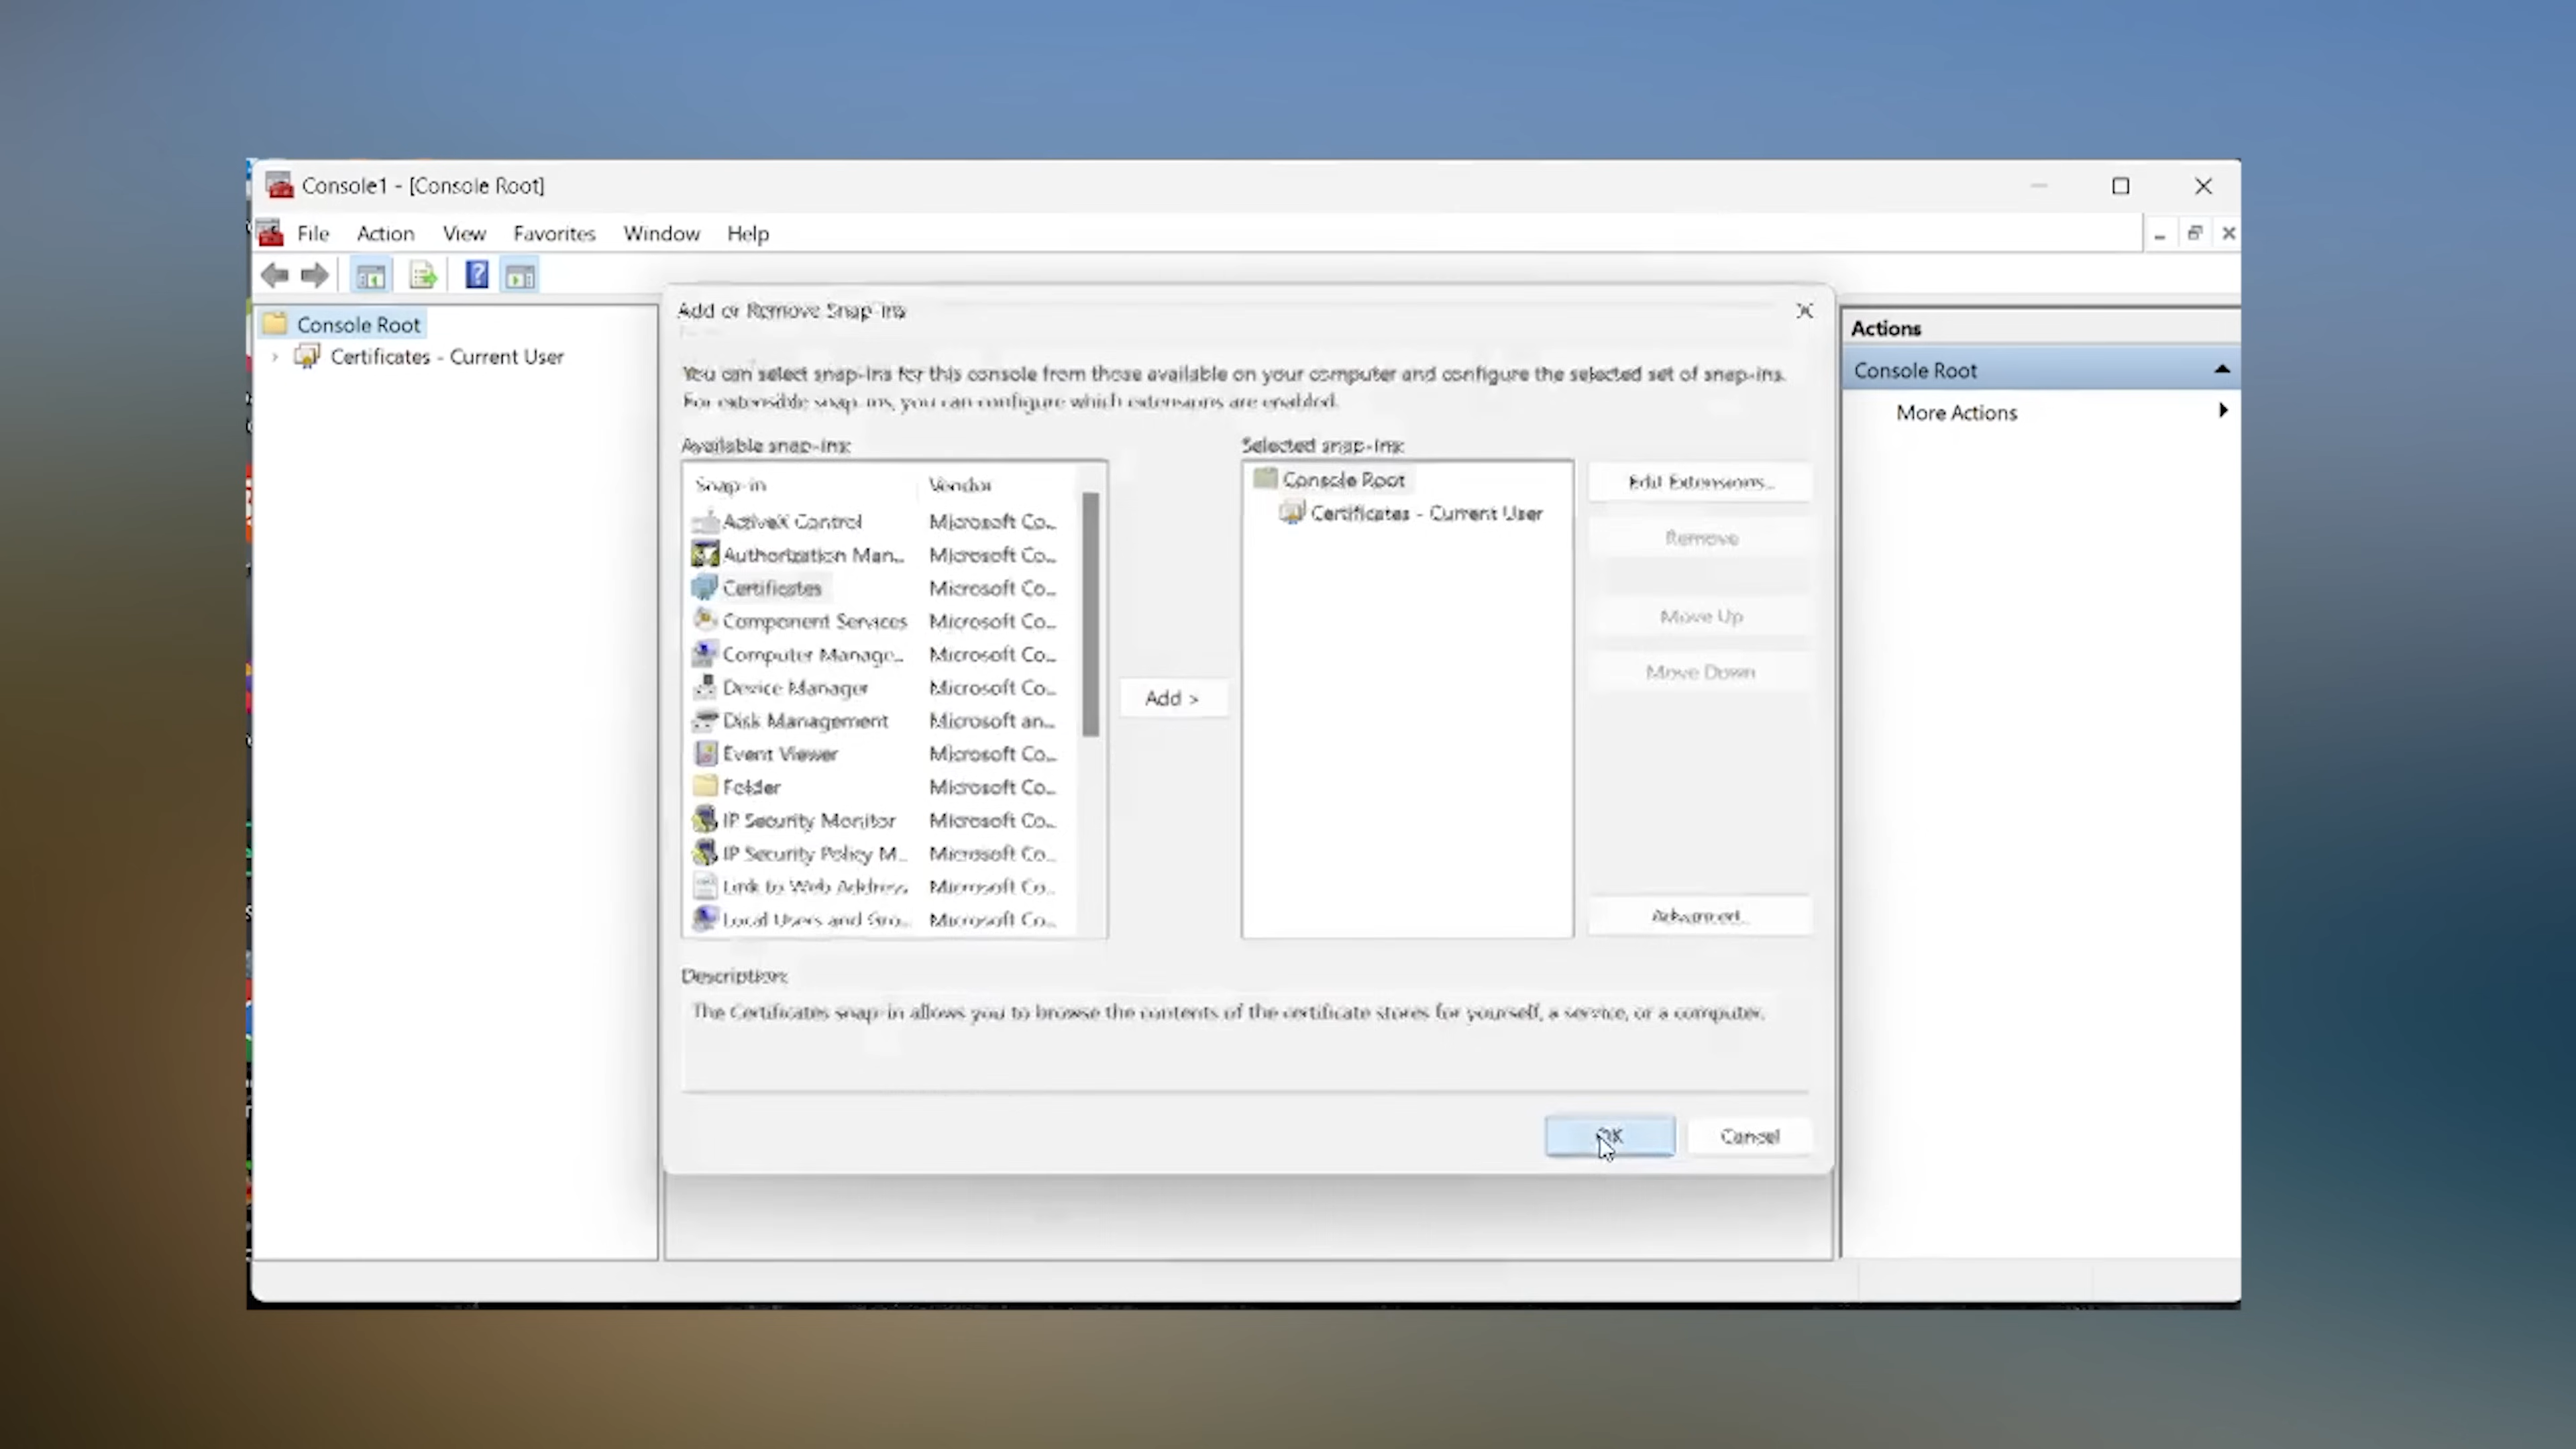 Console1 - [Console Root]
File Action View Favorites Window Help
Console Root
Certificates - Current User
Add or Remove Snap-ins
You can select snap-ins for this console from those available on your computer and configure the selected set of snap-ins.
For extensible snap-ins, you can configure which extensions are enabled.
Available snap-ins:
Snap-in Vendor
ActiveX Control Microsoft Co...
Authorization Man... Microsoft Co...
Certificates Microsoft Co...
Component Services Microsoft Co...
Computer Manage... Microsoft Co...
Device Manager Microsoft Co...
Disk Management Microsoft an...
Event Viewer Microsoft Co...
Folder Microsoft Co...
IP Security Monitor Microsoft Co...
IP Security Policy M... Microsoft Co...
Link to Web Address Microsoft Co...
Local Users and Gro... Microsoft Co...
Add >
Selected snap-ins:
Console Root
Certificates - Current User
Edit Extensions...
Remove
Move Up
Move Down
Advanced...
Description:
The Certificates snap-in allows you to browse the contents of the certificate stores for yourself, a service, or a computer.
OK Cancel
Actions
Console Root
More Actions